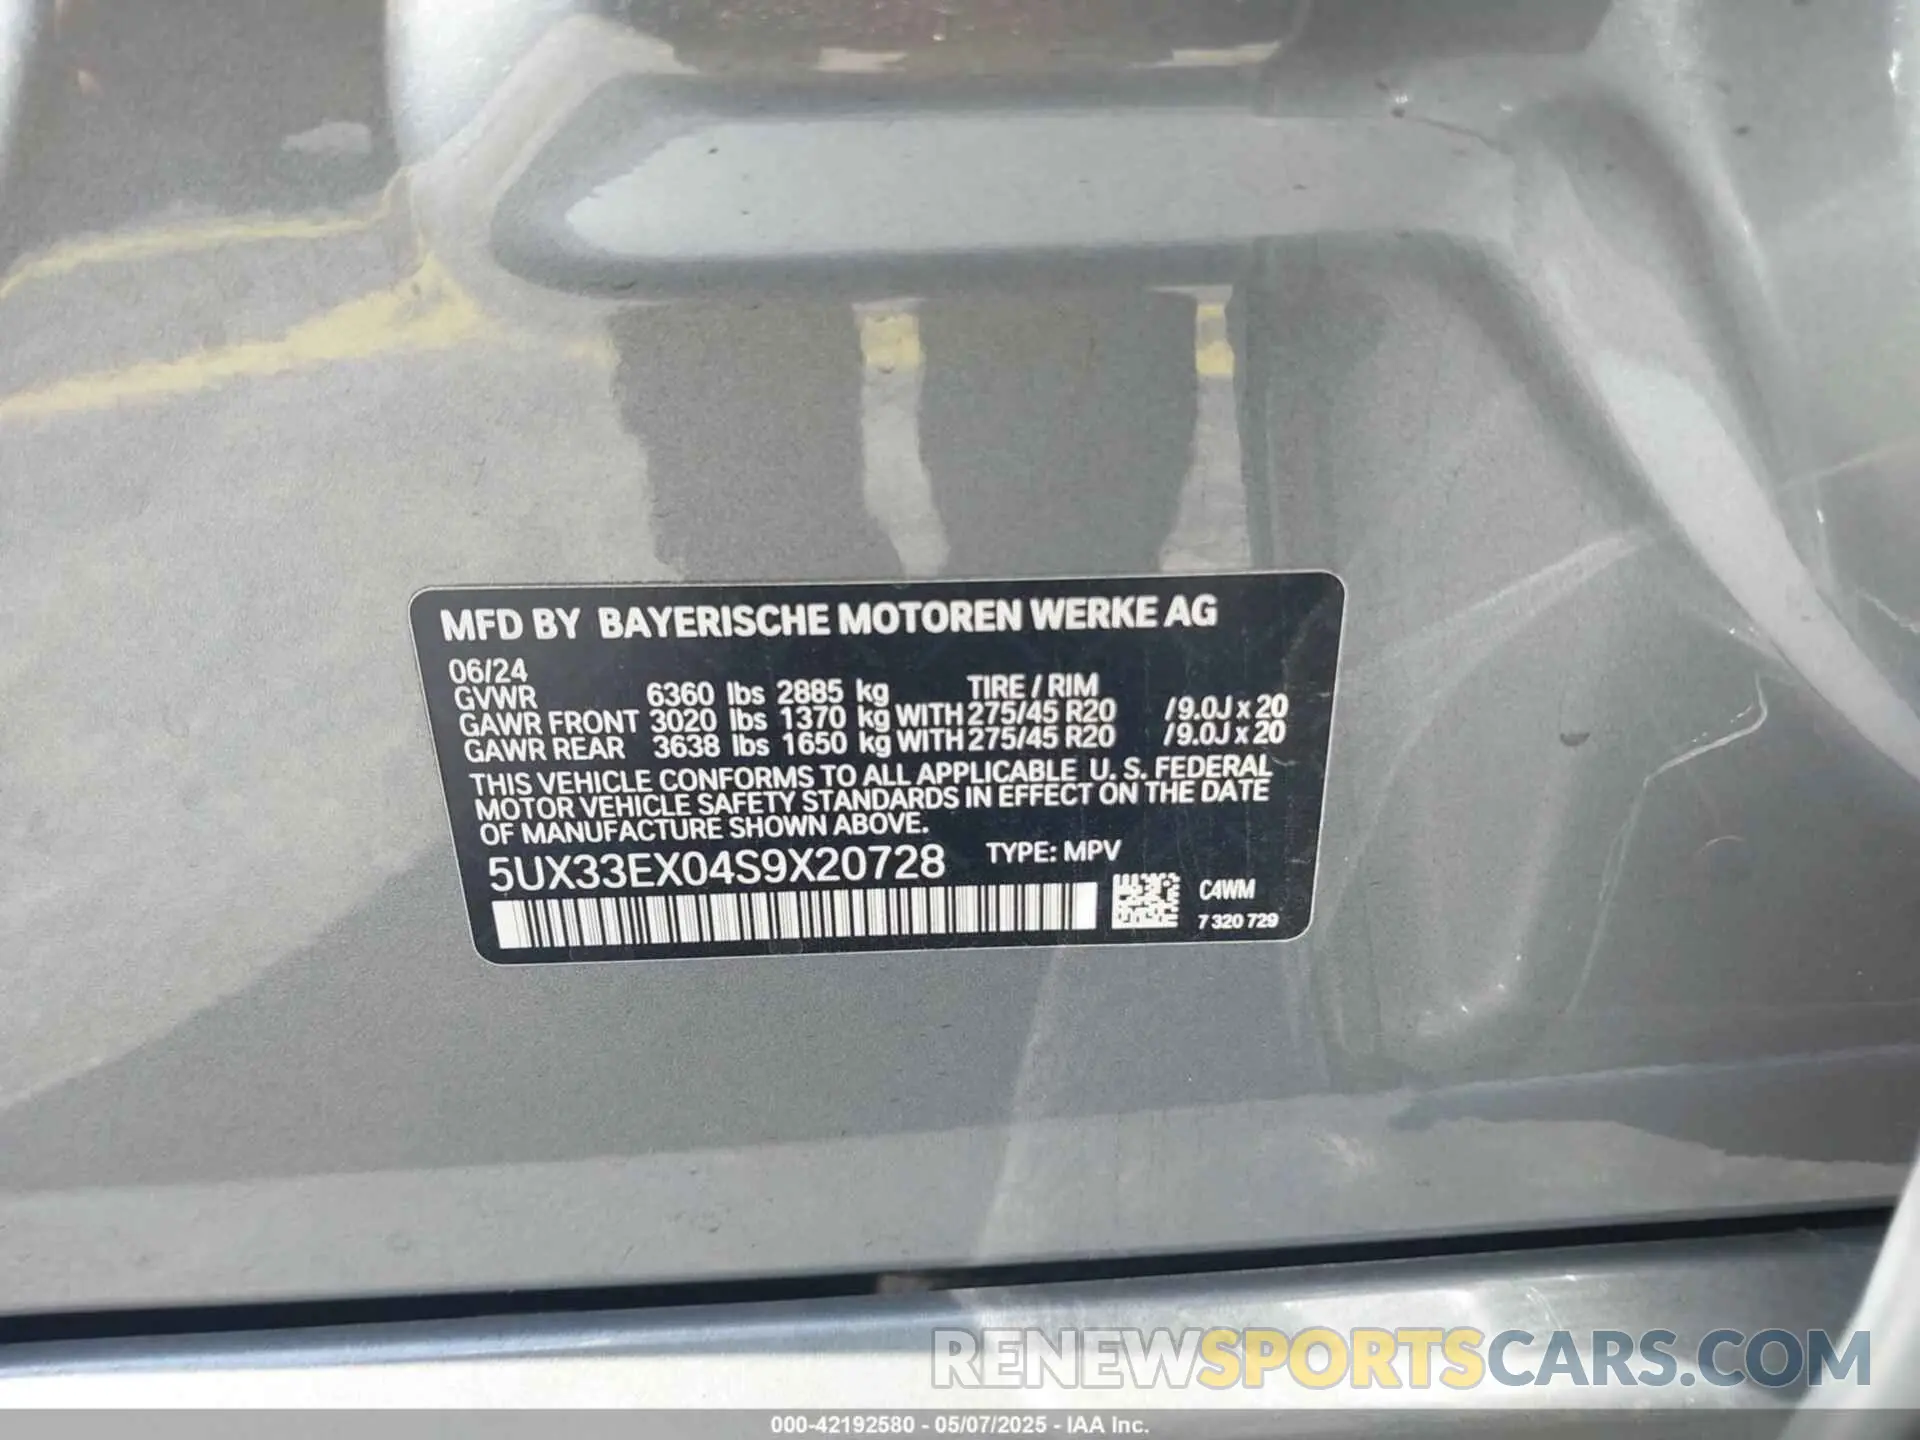 MFD BY BAYERISCHE MOTOREN WERKE AG
06/24
GVWR 6360 lbs 2885 kg TIRE / RIM
GAWR FRONT 3020 lbs 1370 kg WITH 275/45 R20 /9.0J x 20
GAWR REAR 3638 lbs 1650 kg WITH 275/45 R20 /9.0J x 20
THIS VEHICLE CONFORMS TO ALL APPLICABLE U. S. FEDERAL
MOTOR VEHICLE SAFETY STANDARDS IN EFFECT ON THE DATE
OF MANUFACTURE SHOWN ABOVE.
5UX33EX04S9X20728 TYPE: MPV
C4WM
7 320 729
RENEWSPORTSCARS.COM
000-42192580 - 05/07/2025 - IAA Inc.